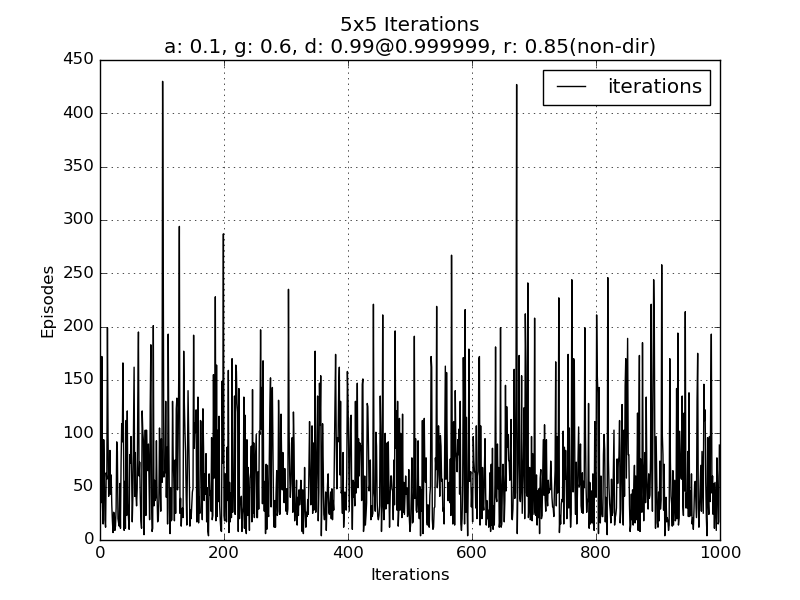 5x5 Iterations
a: 0.1, g: 0.6, d: 0.99@0.999999, r: 0.85(non-dir)
iterations
Episodes
450
400
350
300
250
200
150
100
50
0
0 200 400 600 800 1000
Iterations